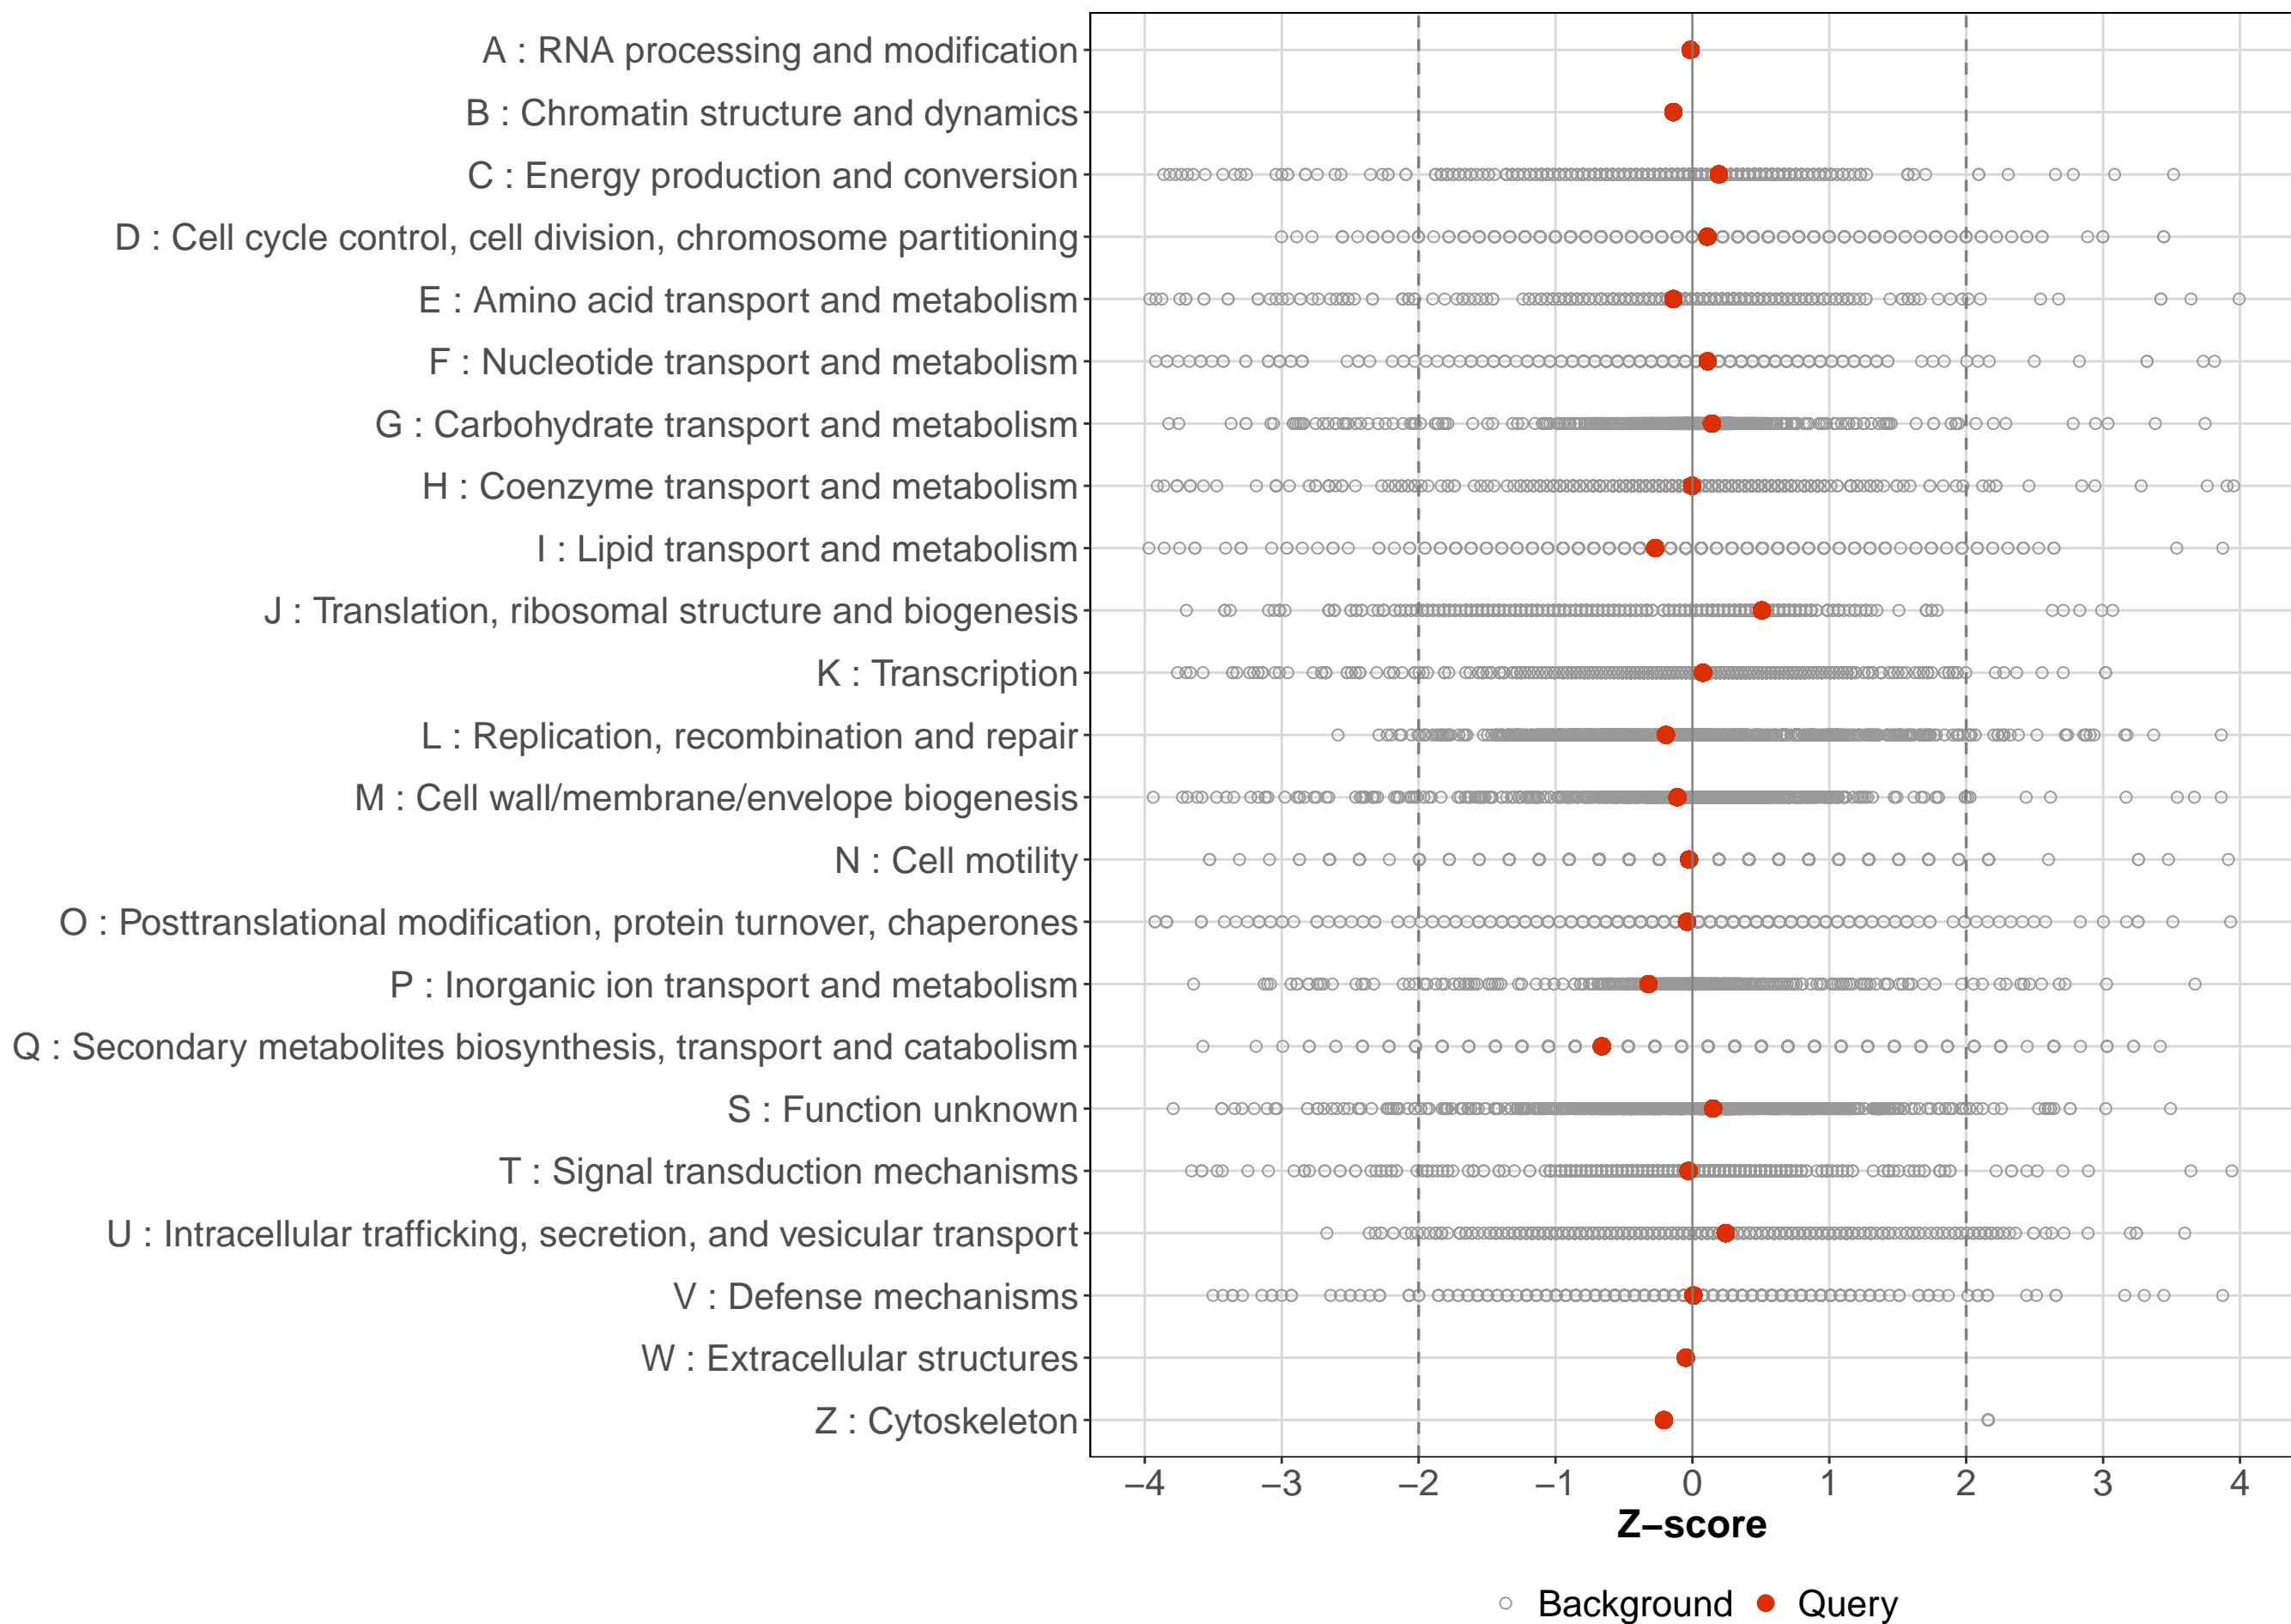 A : RNA processing and modification
B : Chromatin structure and dynamics
C : Energy production and conversion
D : Cell cycle control, cell division, chromosome partitioning
E : Amino acid transport and metabolism
F : Nucleotide transport and metabolism
G : Carbohydrate transport and metabolism
H : Coenzyme transport and metabolism
I : Lipid transport and metabolism
J : Translation, ribosomal structure and biogenesis
K : Transcription
L : Replication, recombination and repair
M : Cell wall/membrane/envelope biogenesis
N : Cell motility
O : Posttranslational modification, protein turnover, chaperones
P : Inorganic ion transport and metabolism
Q : Secondary metabolites biosynthesis, transport and catabolism
S : Function unknown
T : Signal transduction mechanisms
U : Intracellular trafficking, secretion, and vesicular transport
V : Defense mechanisms
W : Extracellular structures
Z : Cytoskeleton
−4 −3 −2 −1 0 1 2 3 4
Z−score
Background Query